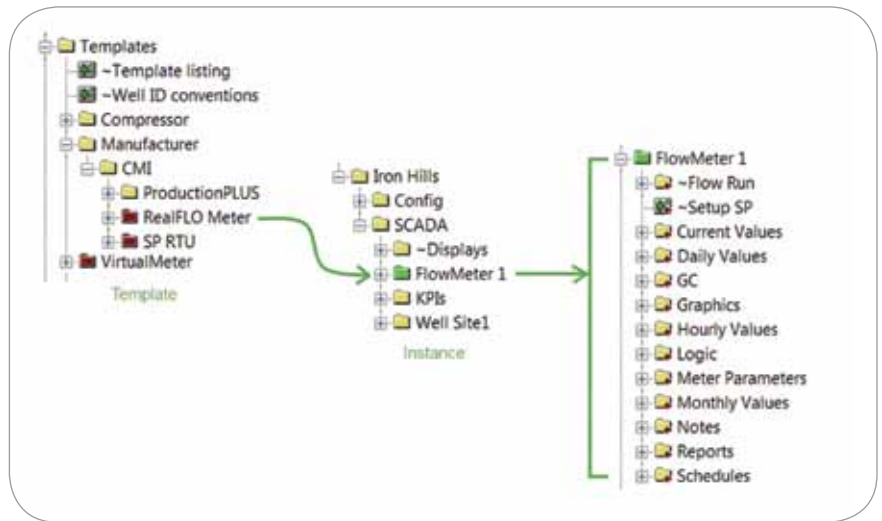 Templates
~Template listing
~Well ID conventions
Compressor
Manufacturer
CMI
ProductionPLUS
RealFLO Meter
SP RTU
VirtualMeter
Template
Iron Hills
Config
SCADA
~Displays
FlowMeter 1
KPIs
Well Site1
Instance
FlowMeter 1
~Flow Run
~Setup SP
Current Values
Daily Values
GC
Graphics
Hourly Values
Logic
Meter Parameters
Monthly Values
Notes
Reports
Schedules